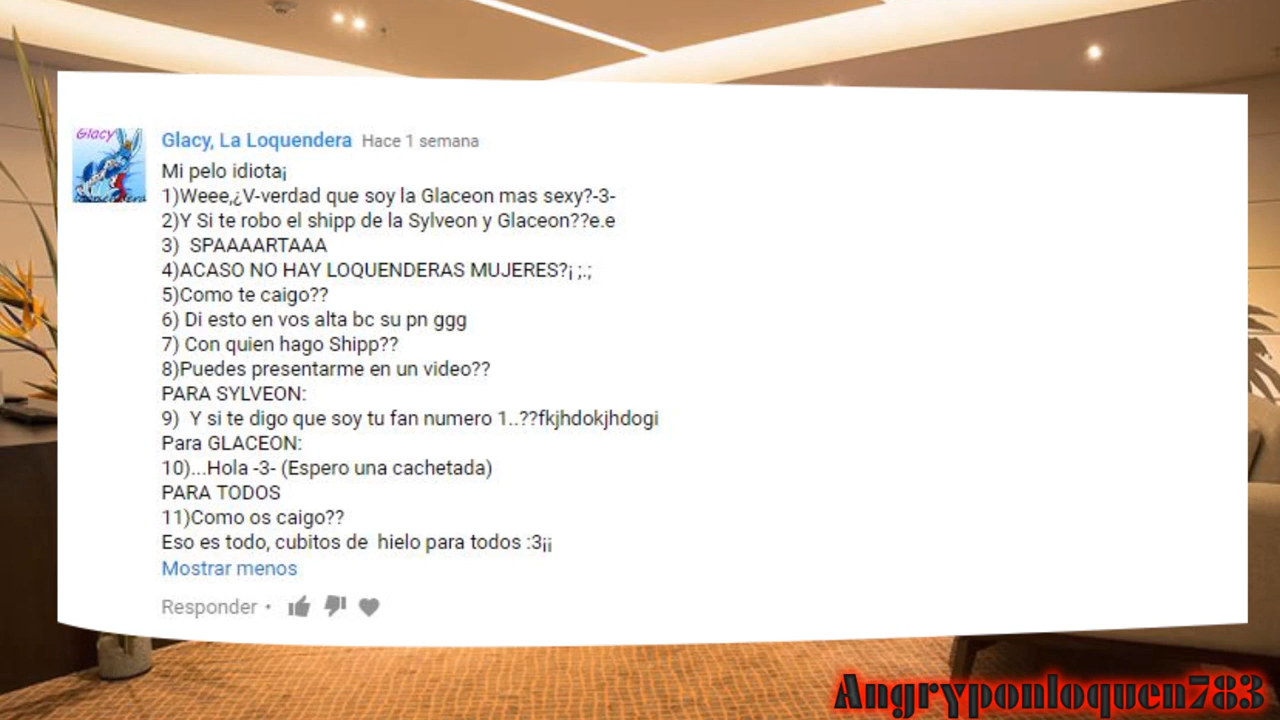 Glacy
Glacy, La Loquendera Hace 1 semana
Mi pelo idiota¡
1)Weee,¿V-verdad que soy la Glaceon mas sexy?-3-
2)Y Si te robo el shipp de la Sylveon y Glaceon??e.e
3) SPAAAARTAAA
4)ACASO NO HAY LOQUENDERAS MUJERES?¡ ;.;
5)Como te caigo??
6) Di esto en vos alta bc su pn ggg
7) Con quien hago Shipp??
8)Puedes presentarme en un video??
PARA SYLVEON:
9) Y si te digo que soy tu fan numero 1..??fkjhdokjhdogi
Para GLACEON:
10)...Hola -3- (Espero una cachetada)
PARA TODOS
11)Como os caigo??
Eso es todo, cubitos de hielo para todos :3¡¡
Mostrar menos
Responder •
Angryponloquen783